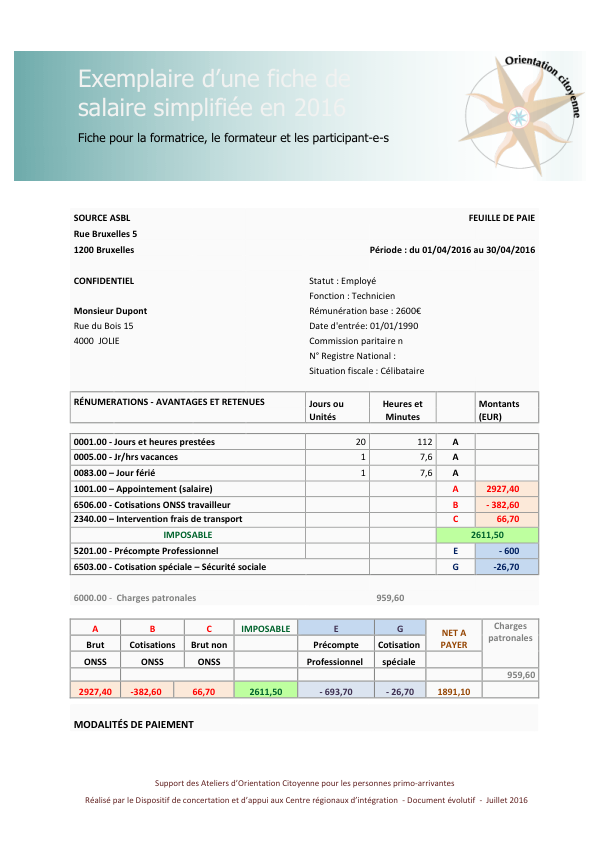 Exemplaire d’une fiche de
salaire simplifiée en 2016
Fiche pour la formatrice, le formateur et les participant-e-s
Orientation citoyenne
SOURCE ASBL FEUILLE DE PAIE
Rue Bruxelles 5
1200 Bruxelles Période : du 01/04/2016 au 30/04/2016
CONFIDENTIEL Statut : Employé
Fonction : Technicien
Monsieur Dupont Rémunération base : 2600€
Rue du Bois 15 Date d'entrée: 01/01/1990
4000 JOLIE Commission paritaire n
N° Registre National :
Situation fiscale : Célibataire
RÉNUMERATIONS - AVANTAGES ET RETENUES Jours ou Heures et Montants
Unités Minutes (EUR)
0001.00 - Jours et heures prestées 20 112 A
0005.00 - Jr/hrs vacances 1 7,6 A
0083.00 – Jour férié 1 7,6 A
1001.00 – Appointement (salaire) A 2927,40
6506.00 - Cotisations ONSS travailleur B - 382,60
2340.00 – Intervention frais de transport C 66,70
IMPOSABLE 2611,50
5201.00 - Précompte Professionnel E - 600
6503.00 - Cotisation spéciale – Sécurité sociale G -26,70
6000.00 - Charges patronales 959,60
A B C IMPOSABLE E G NET A PAYER Charges patronales
Brut Cotisations Brut non Précompte Cotisation
ONSS ONSS ONSS Professionnel spéciale
959,60
2927,40 -382,60 66,70 2611,50 - 693,70 - 26,70 1891,10
MODALITÉS DE PAIEMENT
Support des Ateliers d’Orientation Citoyenne pour les personnes primo-arrivantes
Réalisé par le Dispositif de concertation et d’appui aux Centre régionaux d’intégration - Document évolutif - Juillet 2016